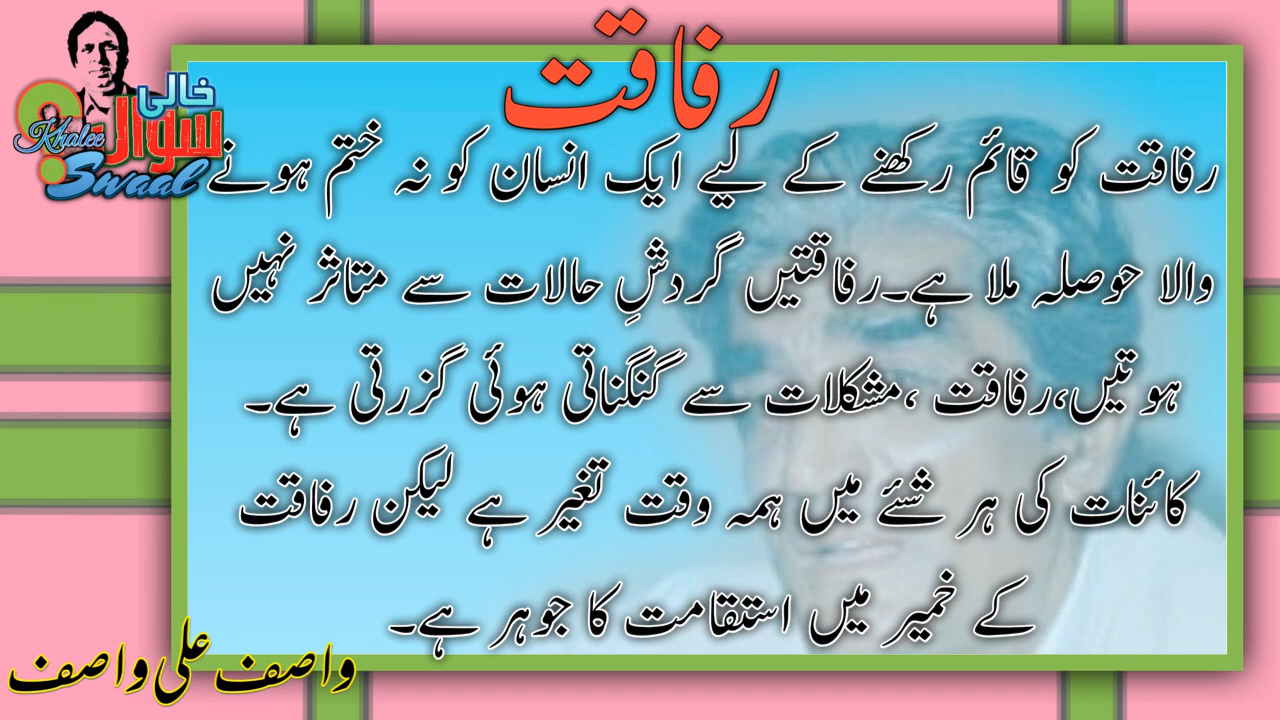 رفاقت
خالی
سوال
Khalee
Swaal
رفاقت کو قائم رکھنے کے لیے ایک انسان کو نہ ختم ہونے
والا حوصلہ ملا ہے۔رفاقتیں گردشِ حالات سے متاثر نہیں
ہوتیں،رفاقت ،مشکلات سے گنگناتی ہوئی گزرتی ہے۔
کائنات کی ہر شئے میں ہمہ وقت تغیر ہے لیکن رفاقت
کے خمیر میں استقامت کا جوہر ہے۔
واصف علی واصف